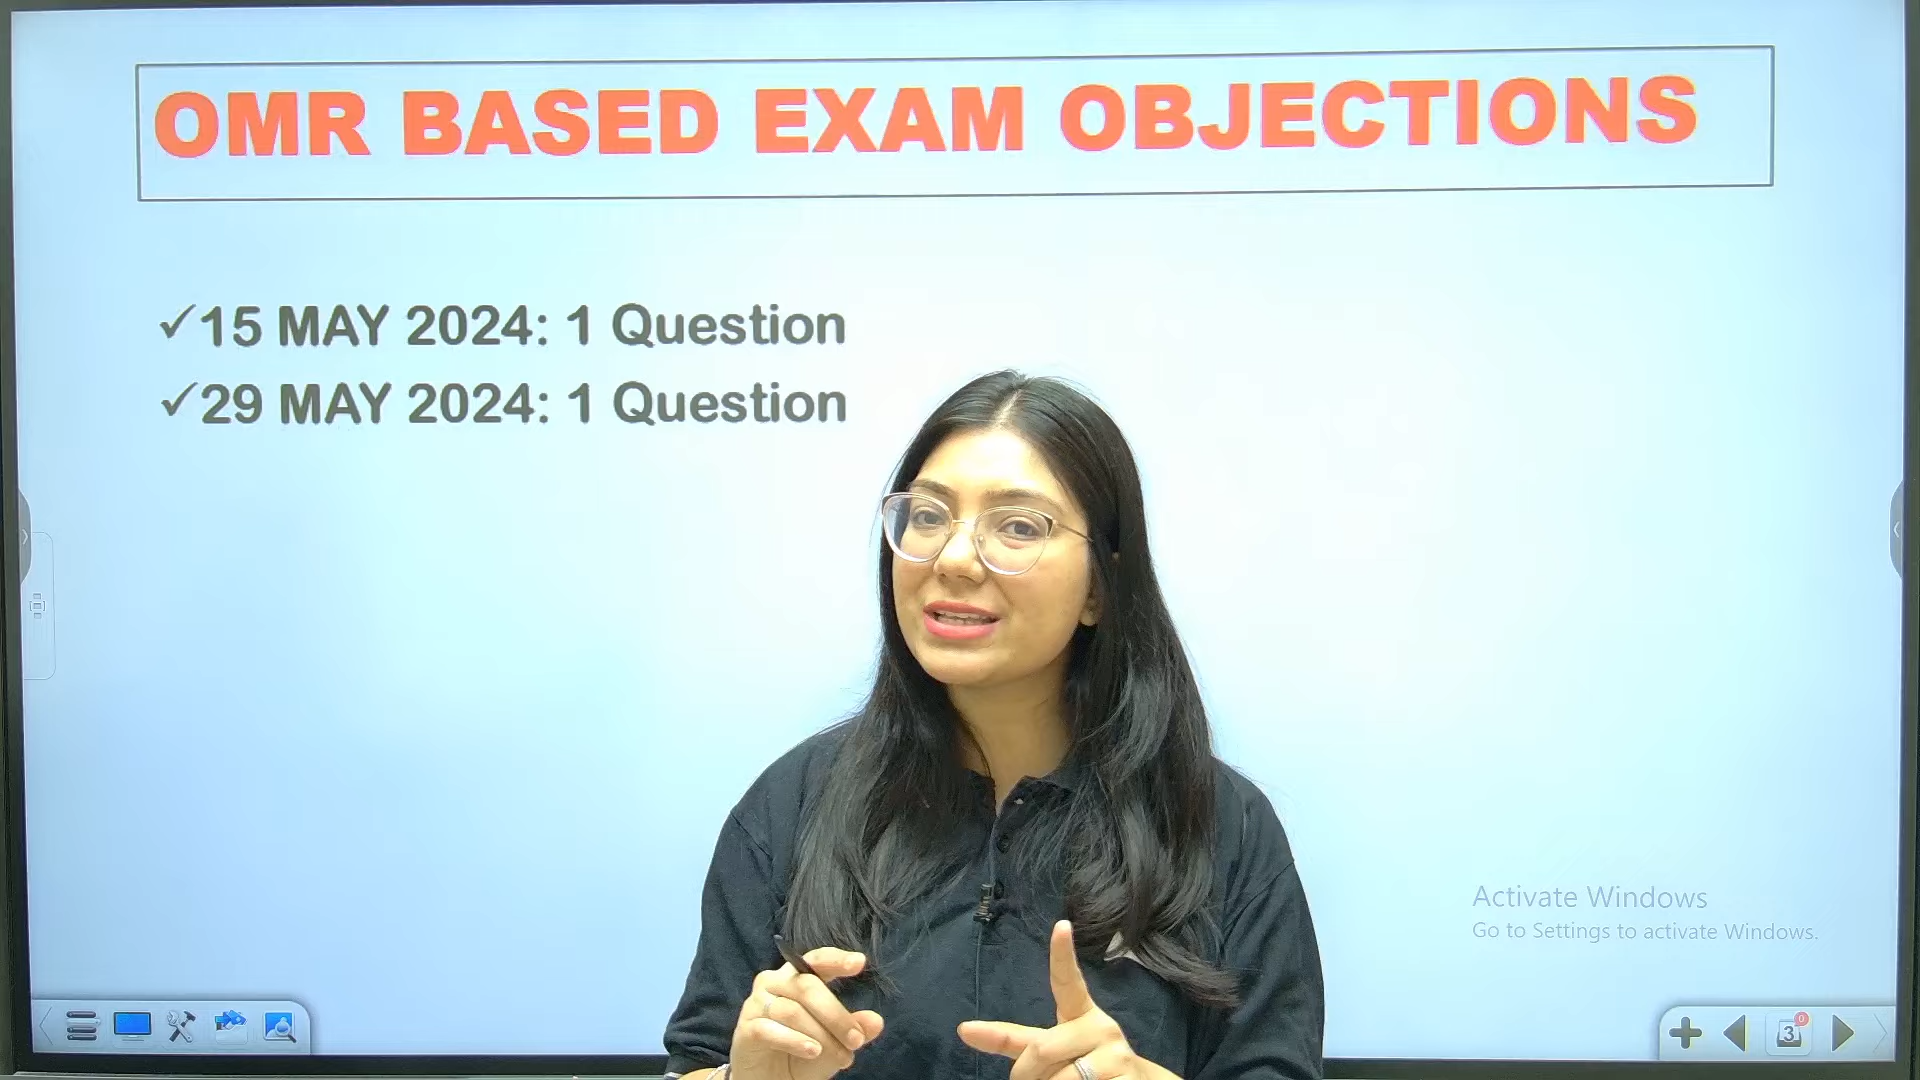 OMR BASED EXAM OBJECTIONS
✓15 MAY 2024: 1 Question
✓29 MAY 2024: 1 Question
Activate Windows
Go to Settings to activate Windows.
3
0